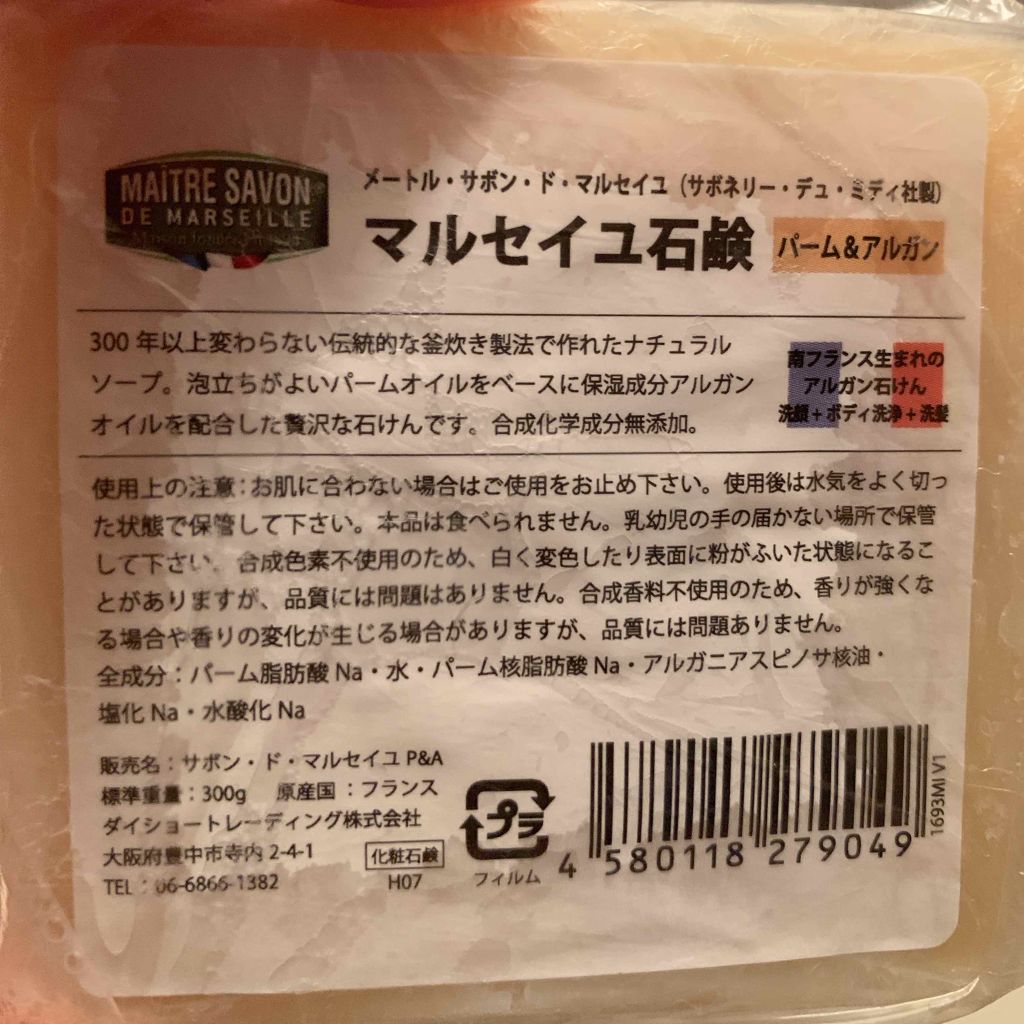 MAÎTRE SAVON
DE MARSEILLE
メートル・サボン・ド・マルセイユ（サボネリー・デュ・ミディ社製）
マルセイユ石鹸 パーム＆アルガン
300 年以上変わらない伝統的な釜炊き製法で作れたナチュラル
ソープ。泡立ちがよいパームオイルをベースに保湿成分アルガン
オイルを配合した贅沢な石けんです。合成化学成分無添加。
南フランス生まれの
アルガン石けん
洗顔＋ボディ洗浄＋洗髪
使用上の注意：お肌に合わない場合はご使用をお止め下さい。使用後は水気をよく切っ
た状態で保管して下さい。本品は食べられません。乳幼児の手の届かない場所で保管
して下さい。合成色素不使用のため、白く変色したり表面に粉がふいた状態になるこ
とがありますが、品質には問題はありません。合成香料不使用のため、香りが強くな
る場合や香りの変化が生じる場合がありますが、品質には問題ありません。
全成分：パーム脂肪酸 Na・水・パーム核脂肪酸 Na・アルガニアスピノサ核油・
塩化 Na・水酸化 Na
販売名：サボン・ド・マルセイユ P&A
標準重量：300g 原産国：フランス
ダイショートレーディング株式会社
大阪府豊中市寺内 2-4-1
TEL：06-6866-1382
化粧石鹸
H07
プラ
フィルム
4 580118 279049
1693MI V1